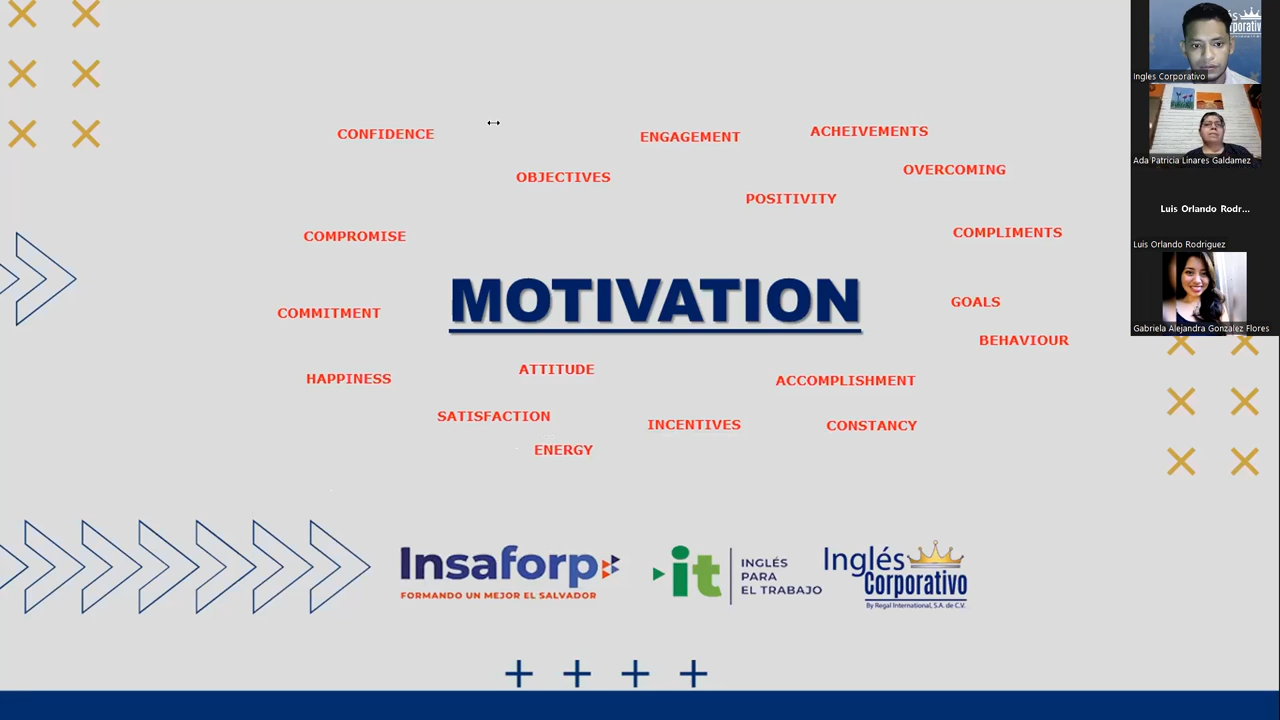 CONFIDENCE
ENGAGEMENT
ACHEIVEMENTS
OBJECTIVES
OVERCOMING
POSITIVITY
COMPROMISE
COMPLIMENTS
MOTIVATION
GOALS
COMMITMENT
BEHAVIOUR
ATTITUDE
HAPPINESS
ACCOMPLISHMENT
SATISFACTION
INCENTIVES
CONSTANCY
ENERGY
Insaforp
FORMANDO UN MEJOR EL SALVADOR
it
INGLÉS
PARA
EL TRABAJO
Inglés
Corporativo
By Regal International, S.A. de C.V.
Ingles Corporativo
Ada Patricia Linares Galdamez
Luis Orlando Rodr...
Luis Orlando Rodriguez
Gabriela Alejandra Gonzalez Flores